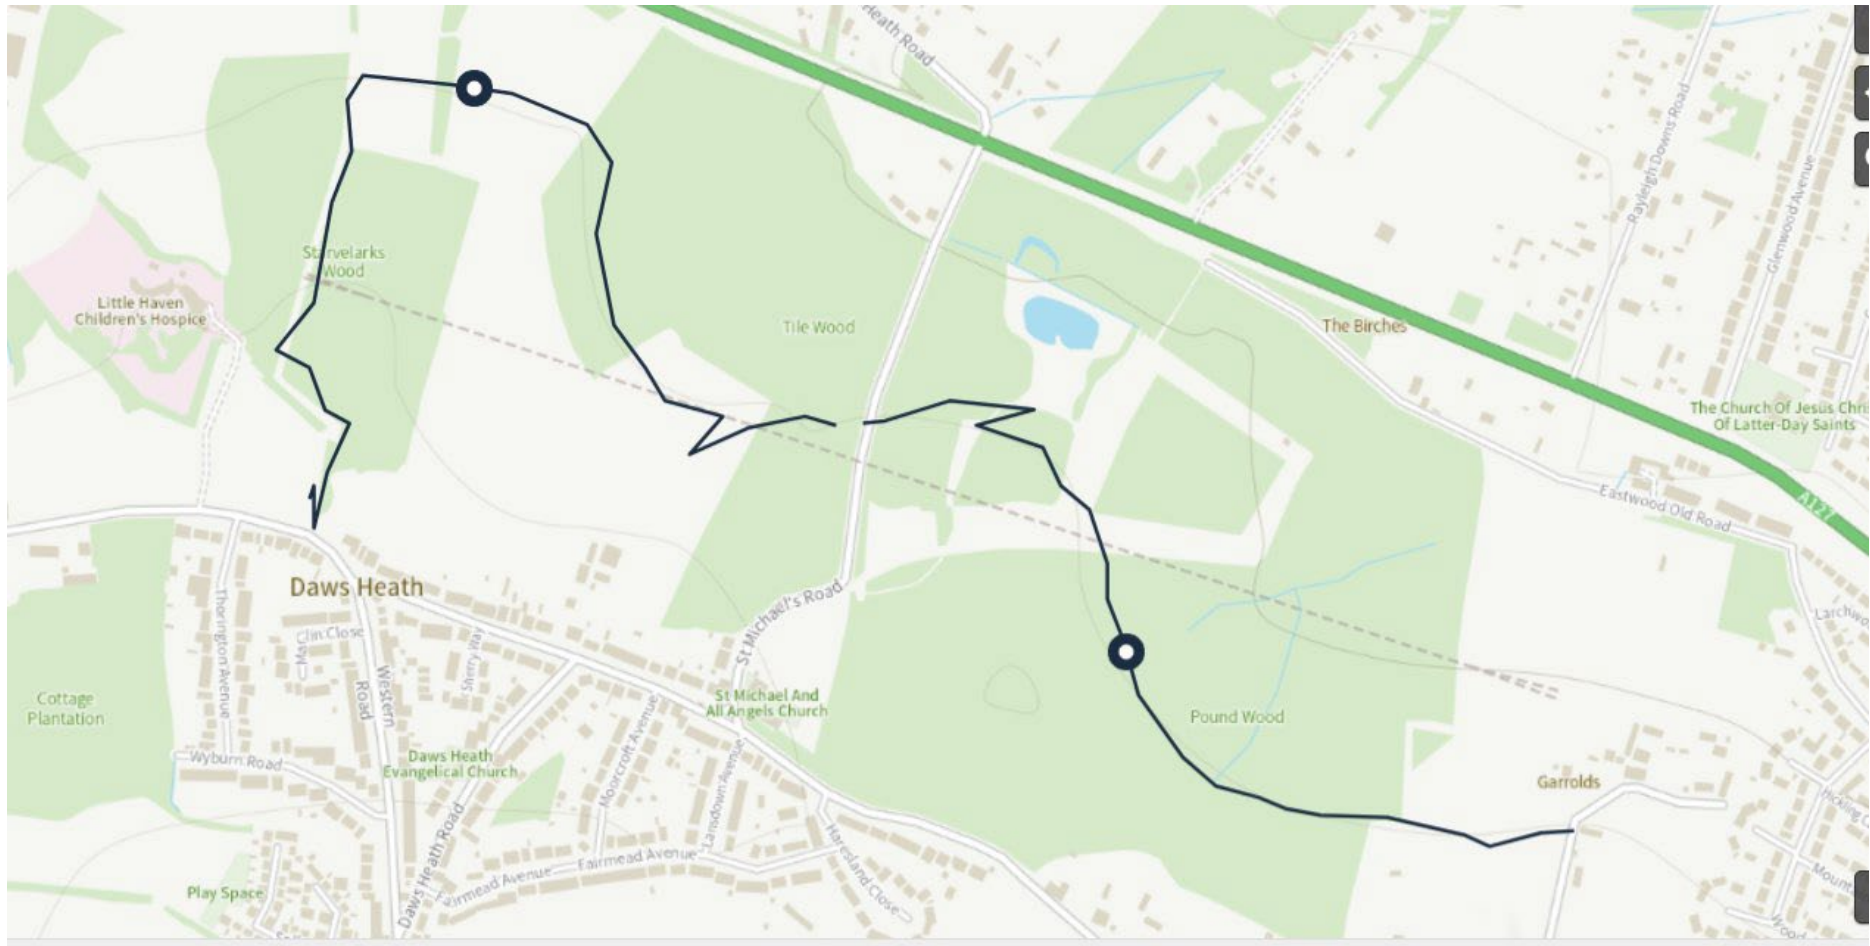 Heath Road
Rayleigh Downs Road
Glenwood Avenue
Starvelarks
Wood
Little Haven
Children's Hospice
Tile Wood
The Birches
The Church Of Jesus Chri
Of Latter-Day Saints
A127
Eastwood Old Road
Daws Heath
St Michael's Road
Thorington Avenue
Clin Close
Sherry Way
Western
Road
Cottage
Plantation
St Michael And
All Angels Church
Pound Wood
Wyburn Road
Daws Heath
Evangelical Church
Moorcroft Avenue
Lansdown Avenue
Garrolds
Haresland Close
Fairmead Avenue
Fairmead Avenue
Daws Heath Road
Play Space